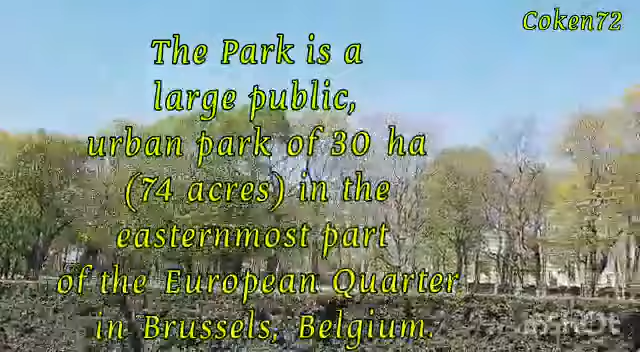 Coken72
The Park is a
large public,
urban park of 30 ha
(74 acres) in the
easternmost part
of the European Quarter
in Brussels, Belgium.